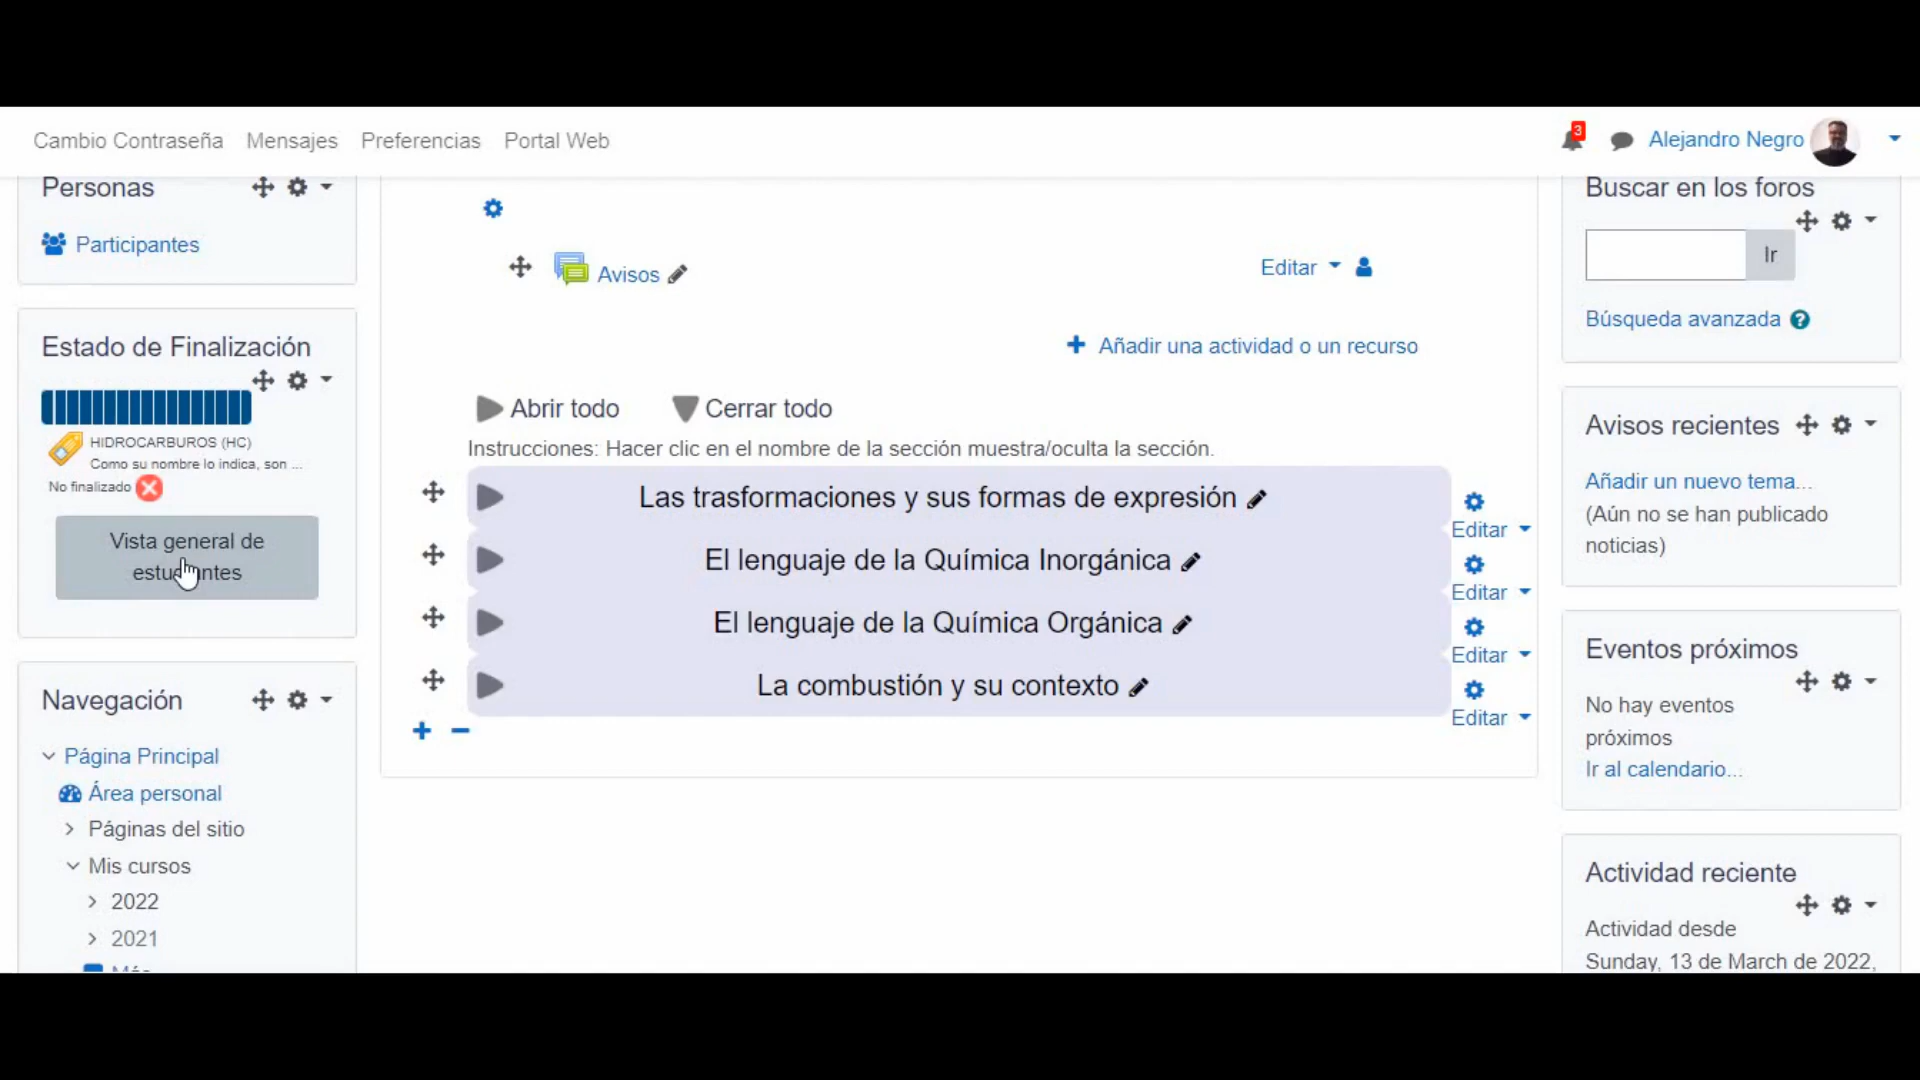 Cambio Contraseña Mensajes Preferencias Portal Web
3
Alejandro Negro
Personas
Participantes
Estado de Finalización
HIDROCARBUROS (HC)
Como su nombre lo indica, son ...
No finalizado
Vista general de
estudiantes
Navegación
Página Principal
Área personal
Páginas del sitio
Mis cursos
2022
2021
Avisos
Editar
Añadir una actividad o un recurso
Abrir todo Cerrar todo
Instrucciones: Hacer clic en el nombre de la sección muestra/oculta la sección.
Las trasformaciones y sus formas de expresión
Editar
El lenguaje de la Química Inorgánica
Editar
El lenguaje de la Química Orgánica
Editar
La combustión y su contexto
Editar
Buscar en los foros
Ir
Búsqueda avanzada
Avisos recientes
Añadir un nuevo tema...
(Aún no se han publicado
noticias)
Eventos próximos
No hay eventos
próximos
Ir al calendario...
Actividad reciente
Actividad desde
Sunday, 13 de March de 2022,